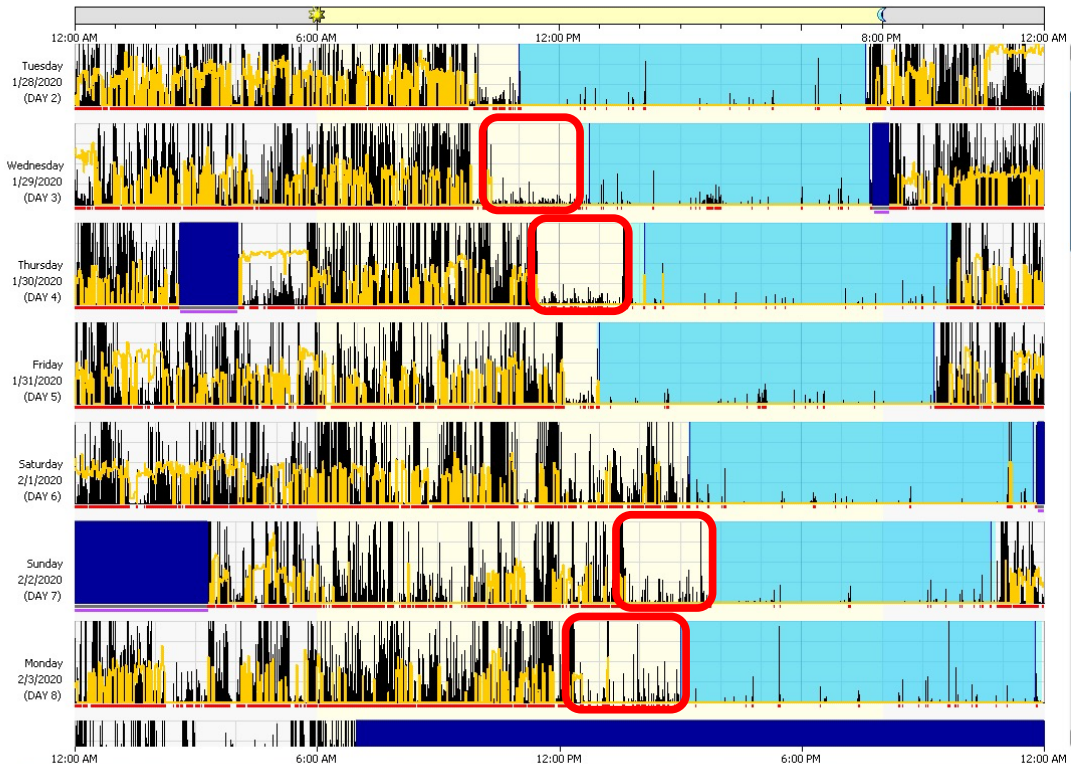 12:00 AM 6:00 AM 12:00 PM 8:00 PM 12:00 AM
Tuesday
1/28/2020
(DAY 2)
Wednesday
1/29/2020
(DAY 3)
Thursday
1/30/2020
(DAY 4)
Friday
1/31/2020
(DAY 5)
Saturday
2/1/2020
(DAY 6)
Sunday
2/2/2020
(DAY 7)
Monday
2/3/2020
(DAY 8)
12:00 AM 6:00 AM 12:00 PM 6:00 PM 12:00 AM